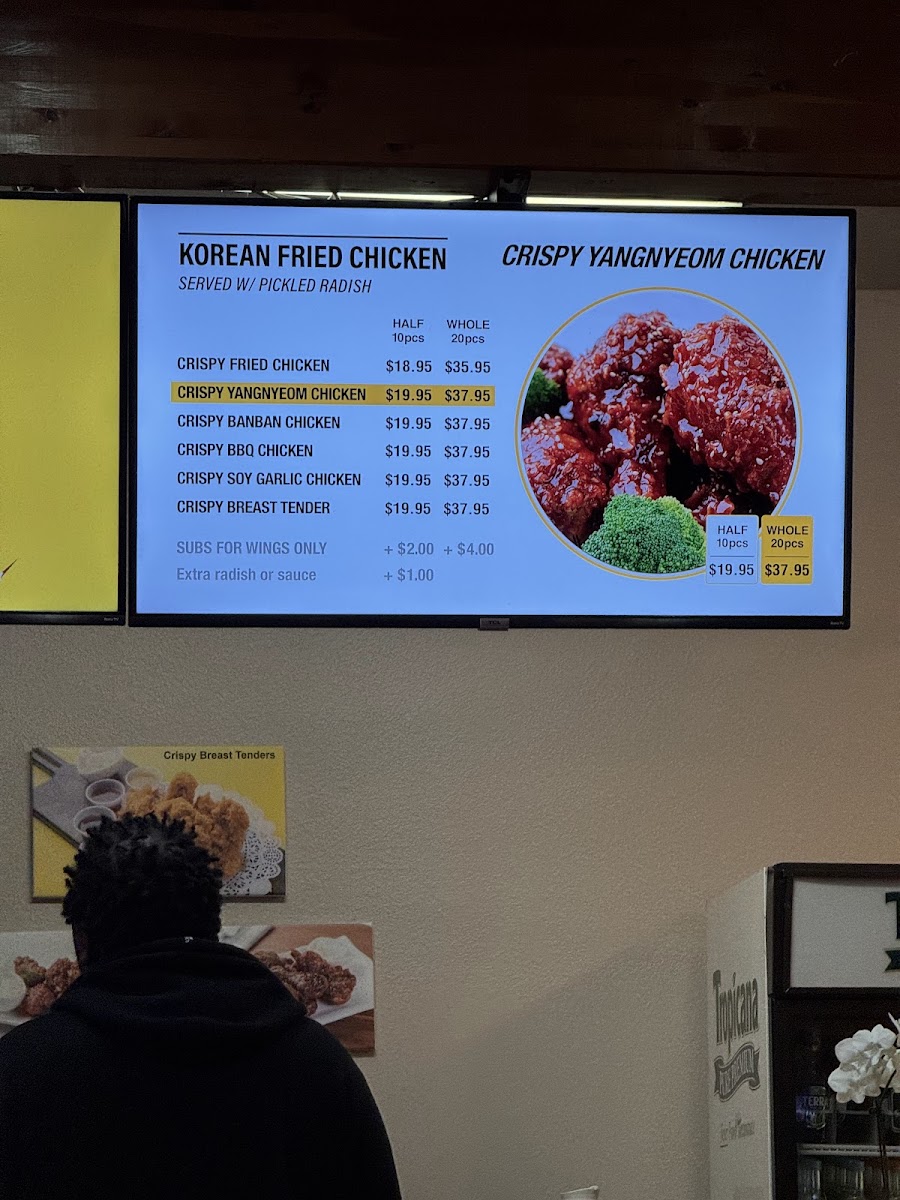 KOREAN FRIED CHICKEN
SERVED W/ PICKLED RADISH
HALF WHOLE
10pcs 20pcs
CRISPY FRIED CHICKEN $18.95 $35.95
CRISPY YANGNYEOM CHICKEN $19.95 $37.95
CRISPY BANBAN CHICKEN $19.95 $37.95
CRISPY BBQ CHICKEN $19.95 $37.95
CRISPY SOY GARLIC CHICKEN $19.95 $37.95
CRISPY BREAST TENDER $19.95 $37.95
SUBS FOR WINGS ONLY + $2.00 + $4.00
Extra radish or sauce + $1.00
CRISPY YANGNYEOM CHICKEN
HALF WHOLE
10pcs 20pcs
$19.95 $37.95
TCL
Crispy Breast Tenders
Tropicana
PURE PREMIUM